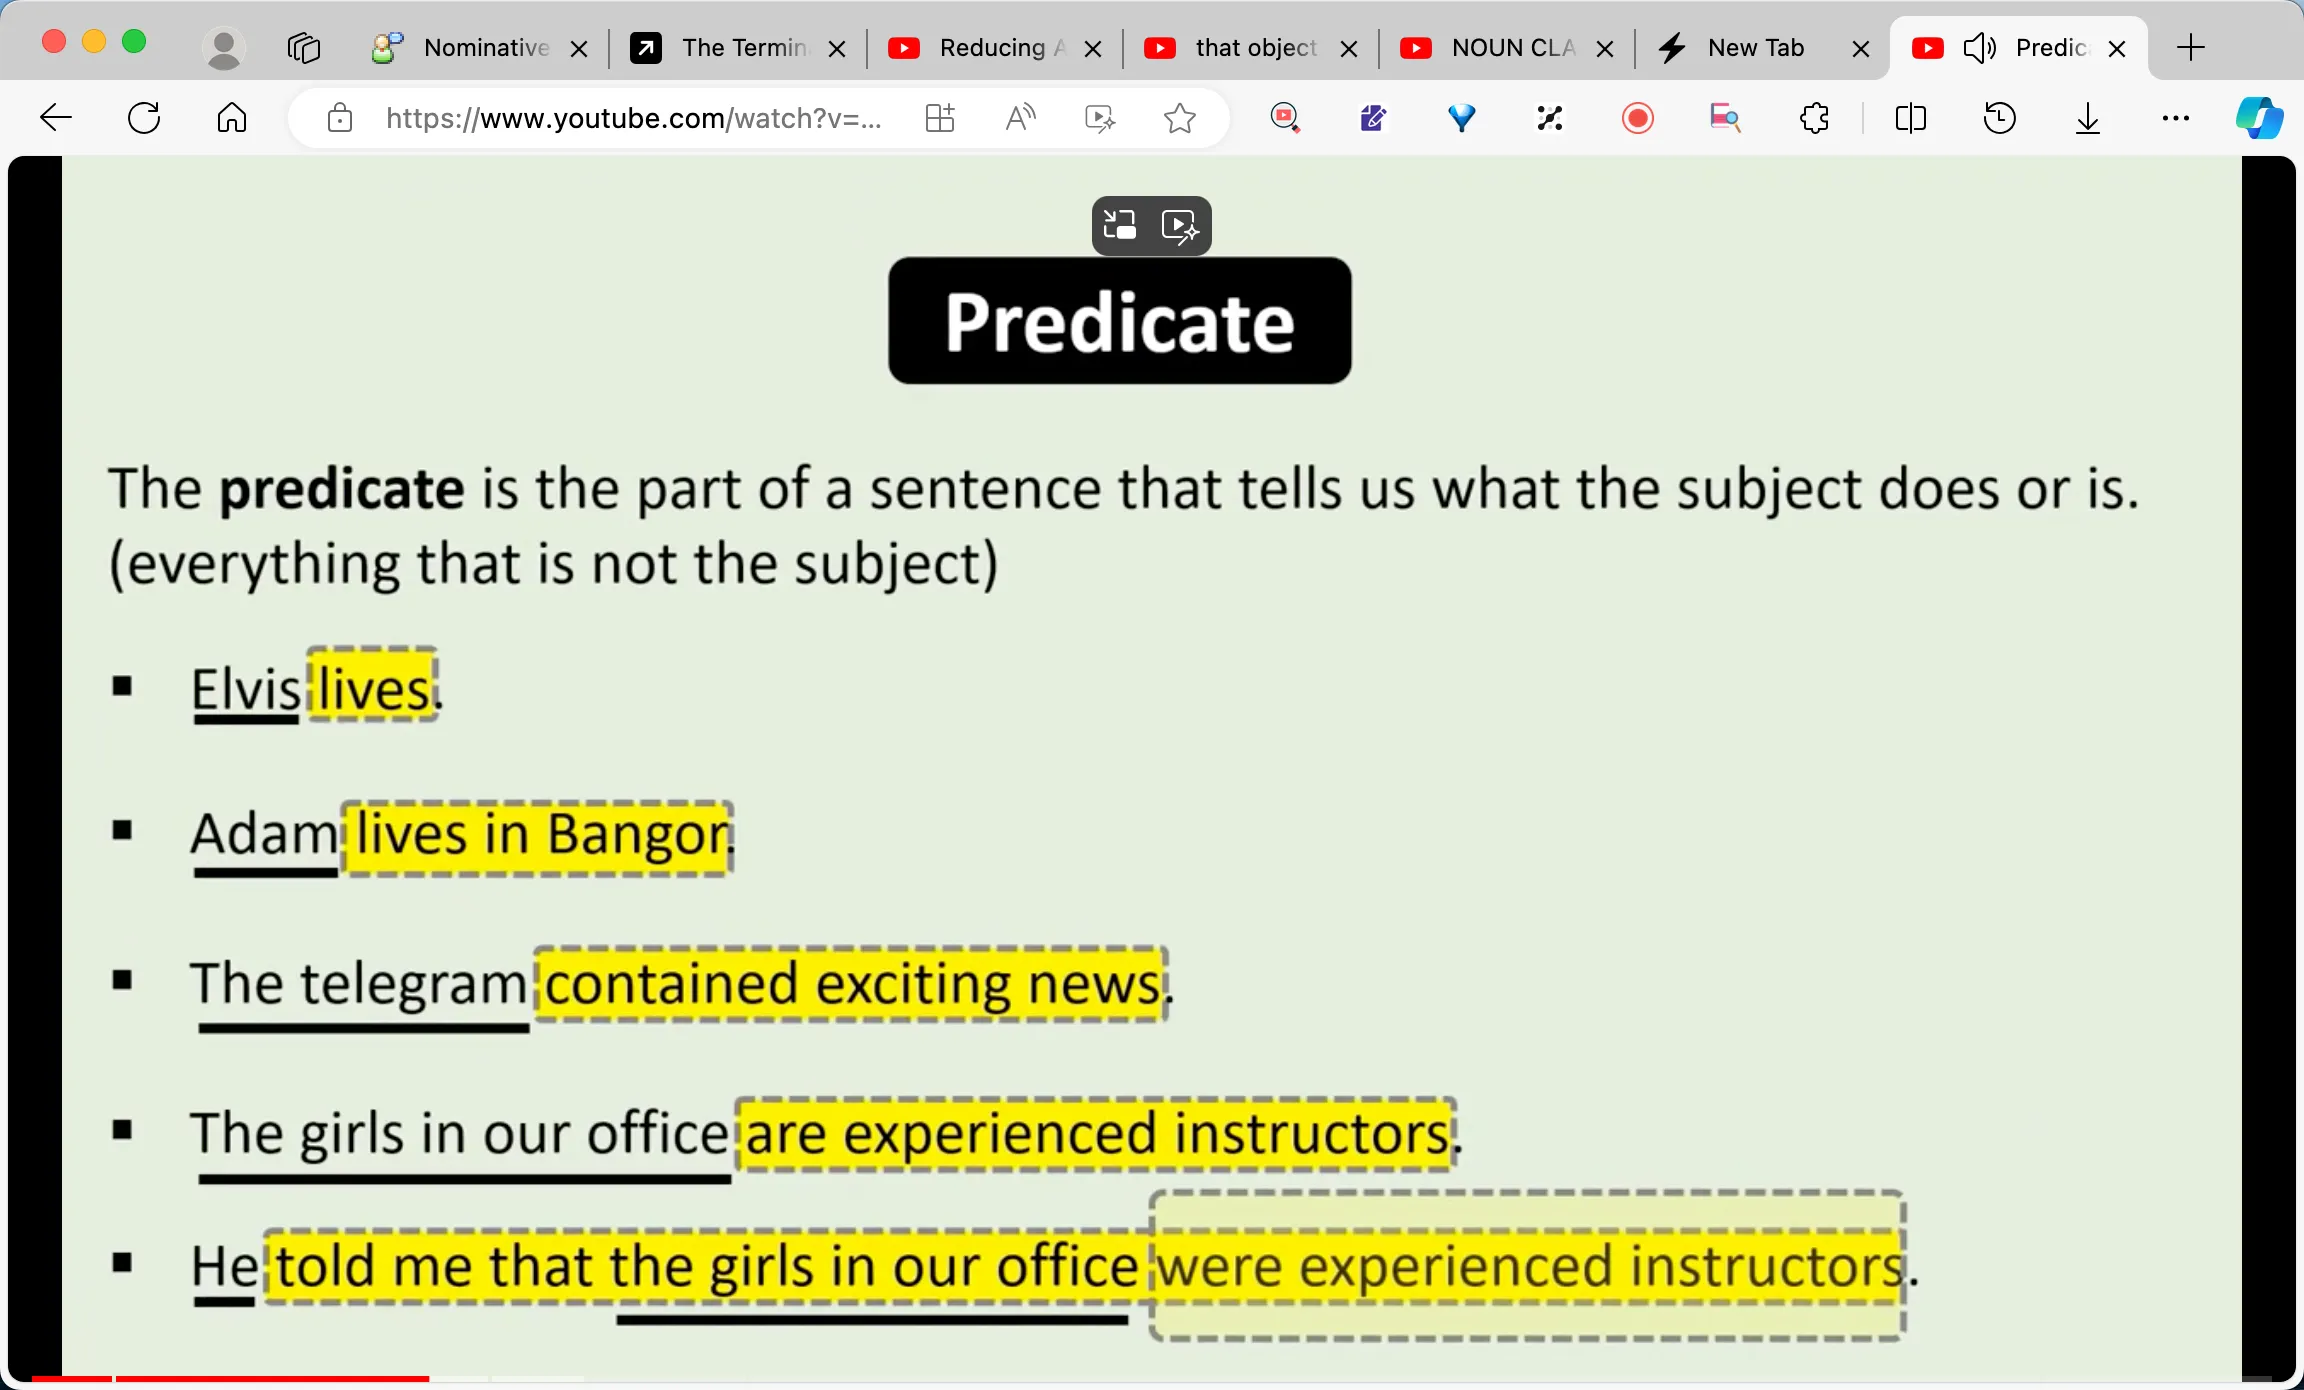 Nominative
The Termin
Reducing A
that object
NOUN CLA
New Tab
Predic
https://www.youtube.com/watch?v=...
Predicate
The predicate is the part of a sentence that tells us what the subject does or is.
(everything that is not the subject)
Elvis lives.
Adam lives in Bangor.
The telegram contained exciting news.
The girls in our office are experienced instructors.
He told me that the girls in our office were experienced instructors.